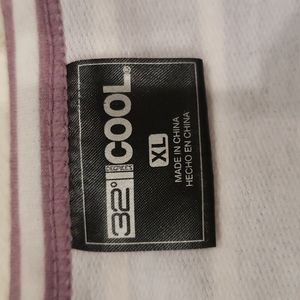 32° DEGREES COOL®
XL
MADE IN CHINA
HECHO EN CHINA